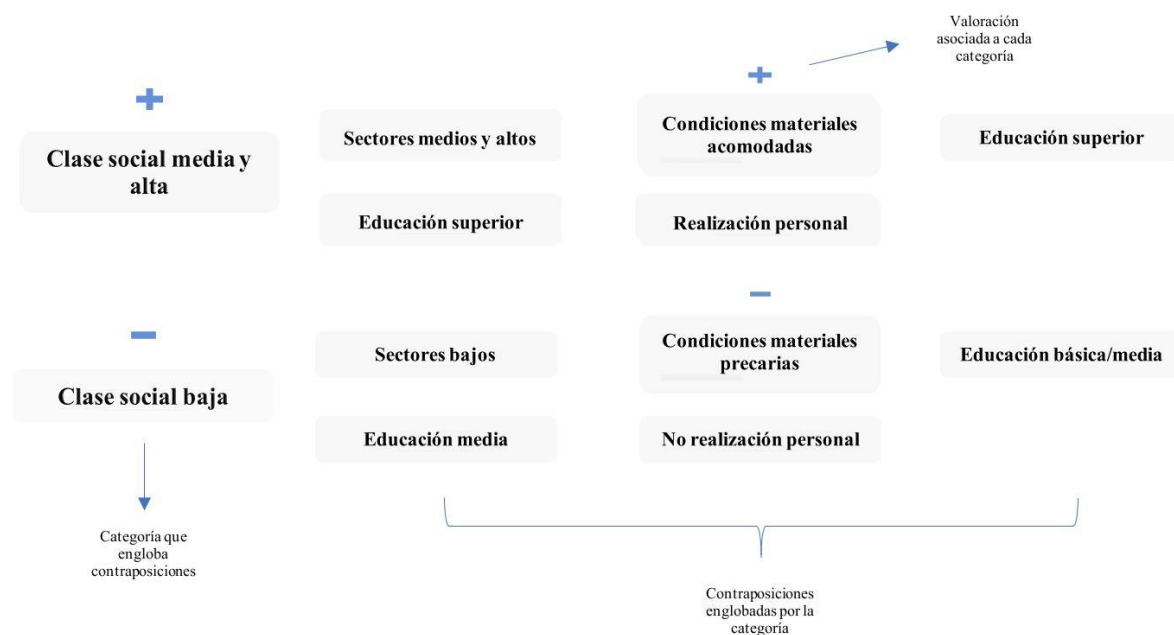 Valoración
asociada a cada
categoría
+
+
Clase social media y
alta
Sectores medios y altos
Condiciones materiales
acomodadas
Educación superior
Educación superior
Realización personal
-
-
Clase social baja
Sectores bajos
Condiciones materiales
precarias
Educación básica/media
Educación media
No realización personal
Categoría que
engloba
contraposiciones
Contraposiciones
englobadas por la
categoría